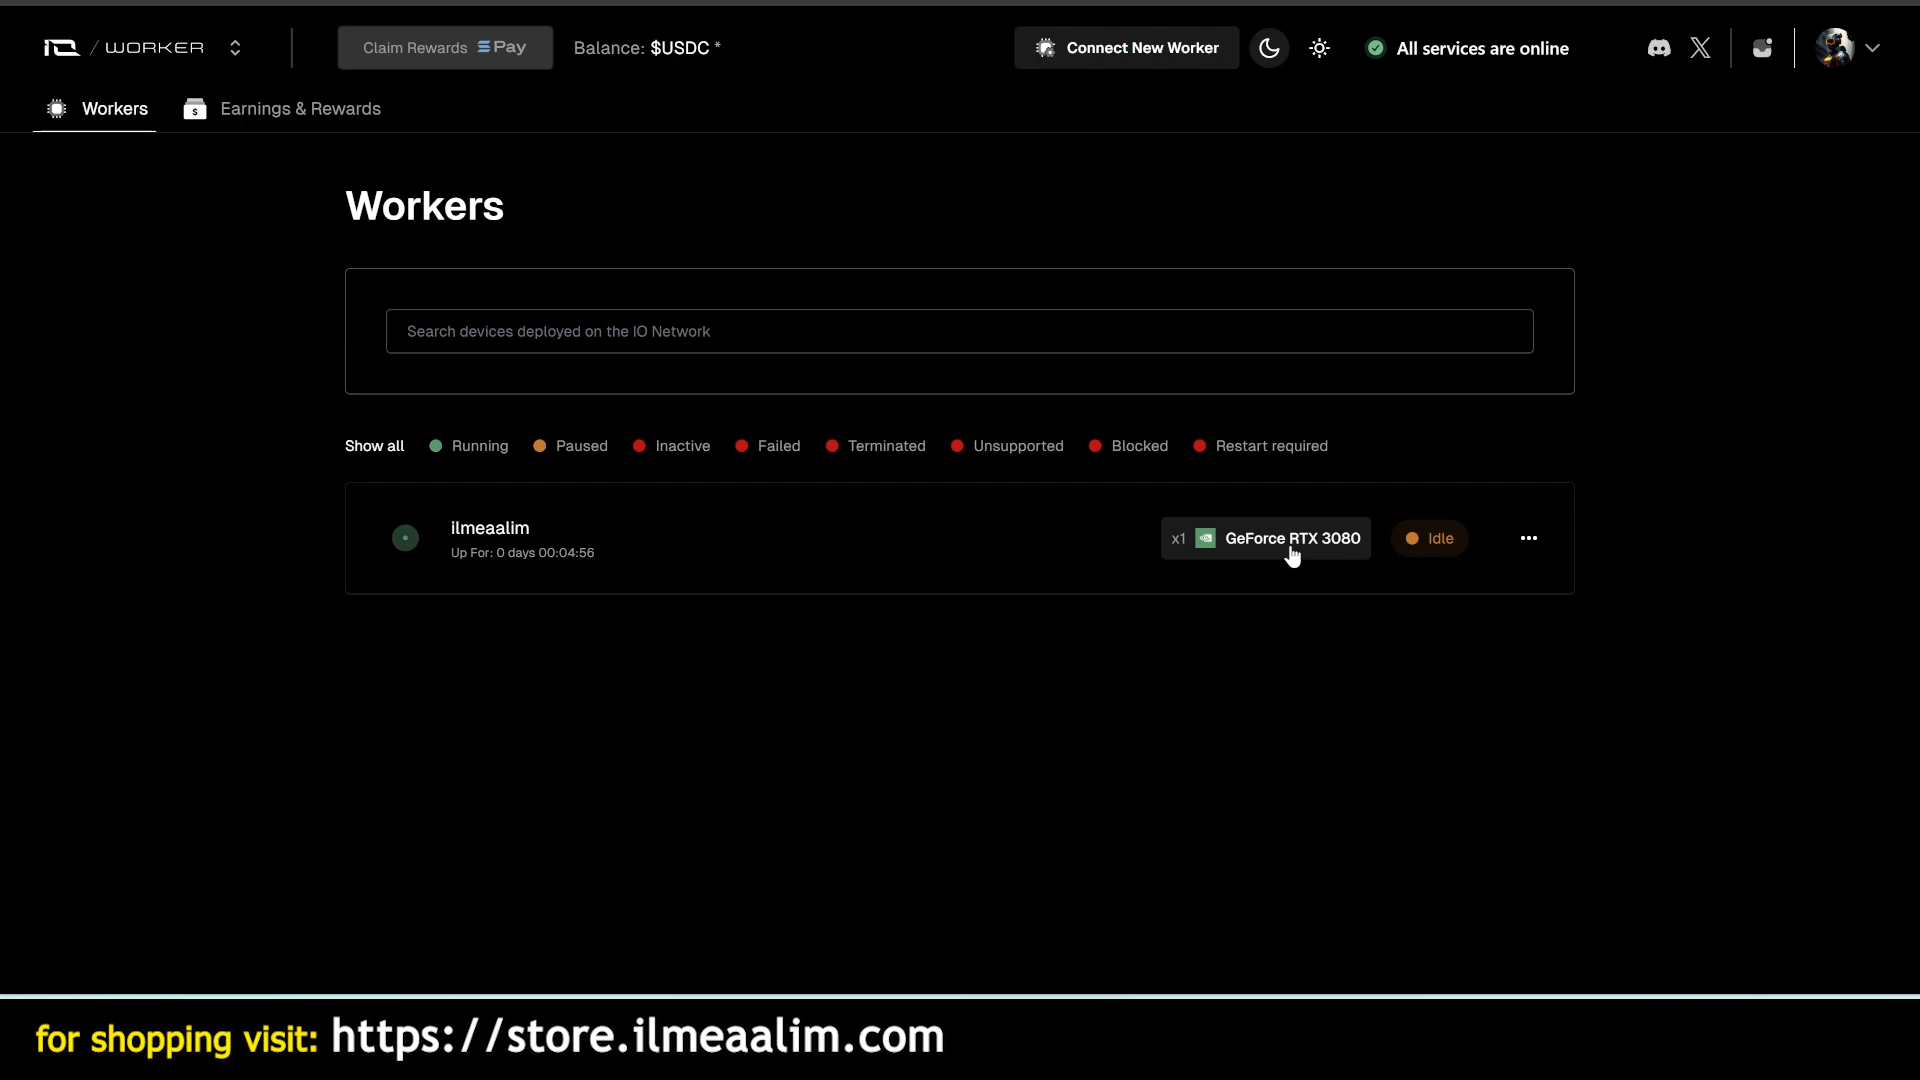 IO / WORKER
Claim Rewards Pay
Balance: $USDC *
Connect New Worker
All services are online
Workers
$ Earnings & Rewards
Workers
Search devices deployed on the IO Network
Show all Running Paused Inactive Failed Terminated Unsupported Blocked Restart required
ilmeaalim
Up For: 0 days 00:04:56
x1 GeForce RTX 3080
Idle
for shopping visit: https://store.ilmeaalim.com